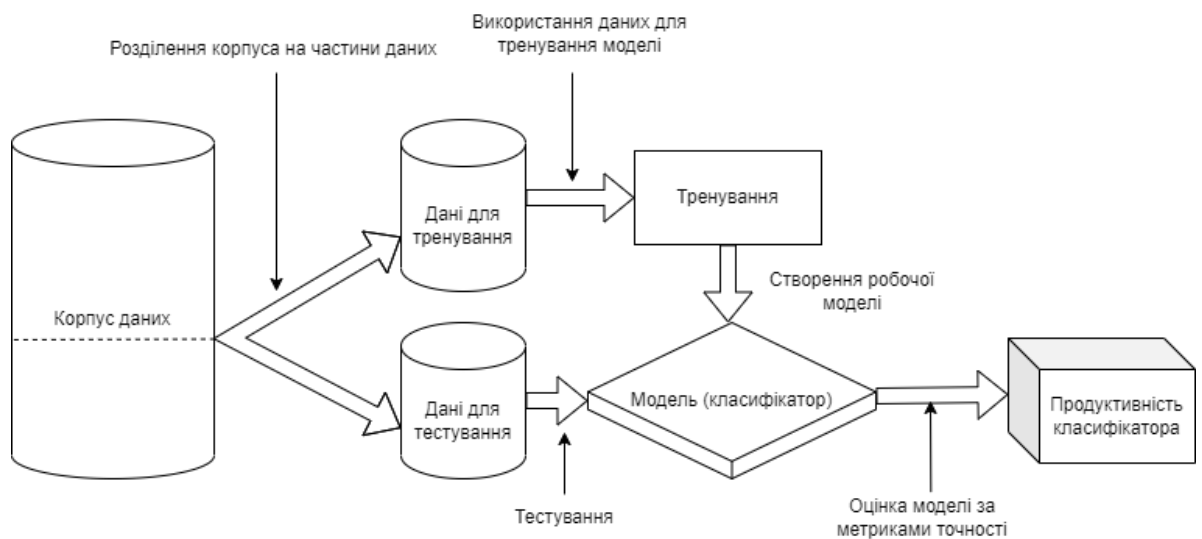 Розділення корпуса на частини даних
Використання даних для
тренування моделі
Корпус даних
Дані для
тренування
Тренування
Створення робочої
моделі
Дані для
тестування
Модель (класифікатор)
Продуктивність
класифікатора
Тестування
Оцінка моделі за
метриками точності